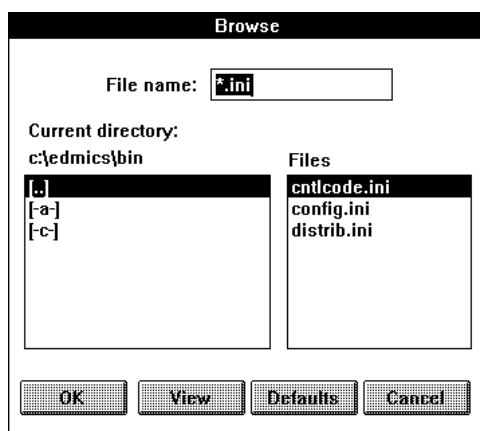 Browse
File name: *.ini
Current directory:
c:\edmics\bin
Files
[..]
[-a-]
[-c-]
cntlcode.ini
config.ini
distrib.ini
OK View Defaults Cancel